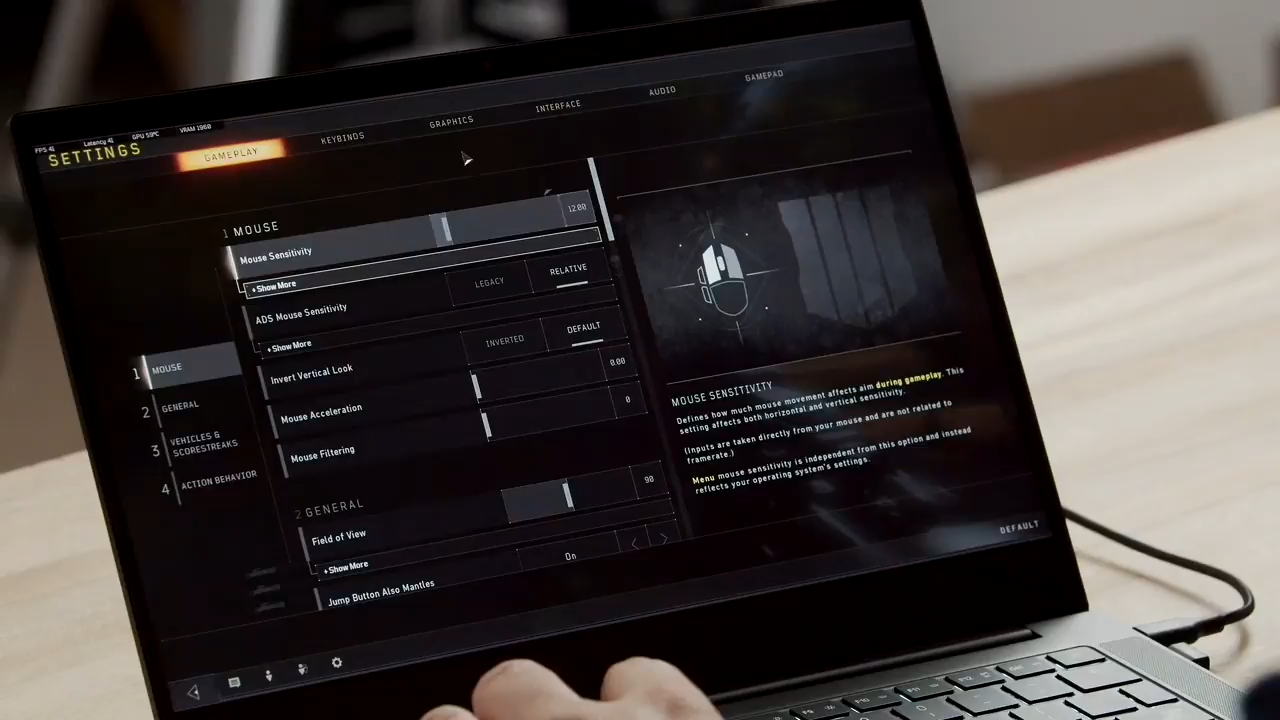 FPS 41 Latency 41 GPU 59°C VRAM 1960
SETTINGS
GAMEPLAY
KEYBINDS
GRAPHICS
INTERFACE
AUDIO
GAMEPAD
1 MOUSE
Mouse Sensitivity 12.00
+Show More
ADS Mouse Sensitivity LEGACY RELATIVE
+Show More
Invert Vertical Look INVERTED DEFAULT
Mouse Acceleration 0.00
Mouse Filtering 0
2 GENERAL
Field of View 90
+Show More
Jump Button Also Mantles On
1 MOUSE
2 GENERAL
3 VEHICLES &
SCORESTREAKS
4 ACTION BEHAVIOR
MOUSE SENSITIVITY
Defines how much mouse movement affects aim during gameplay. This
setting affects both horizontal and vertical sensitivity.
(Inputs are taken directly from your mouse and are not related to
framerate.)
Menu mouse sensitivity is independent from this option and instead
reflects your operating system's settings.
DEFAULT